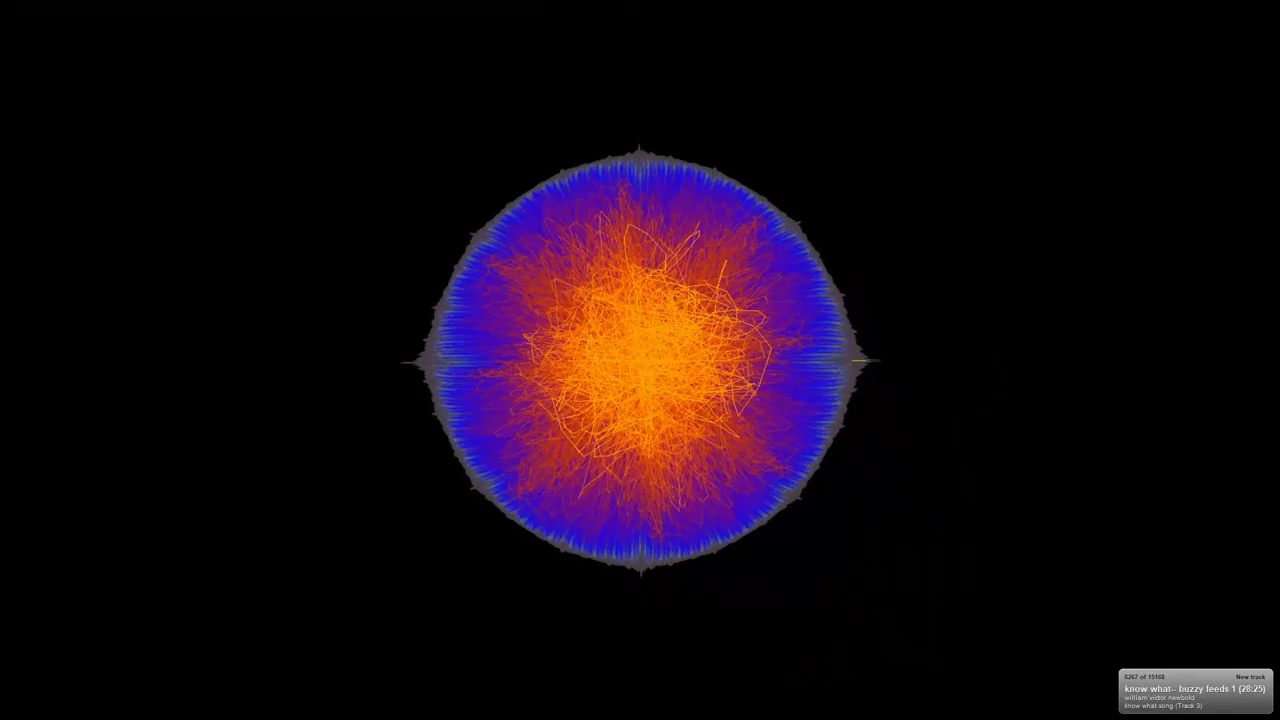 6267 of 15168 New track
know what-- buzzy feeds 1 (28:25)
william victor newbold
know what song (Track 3)